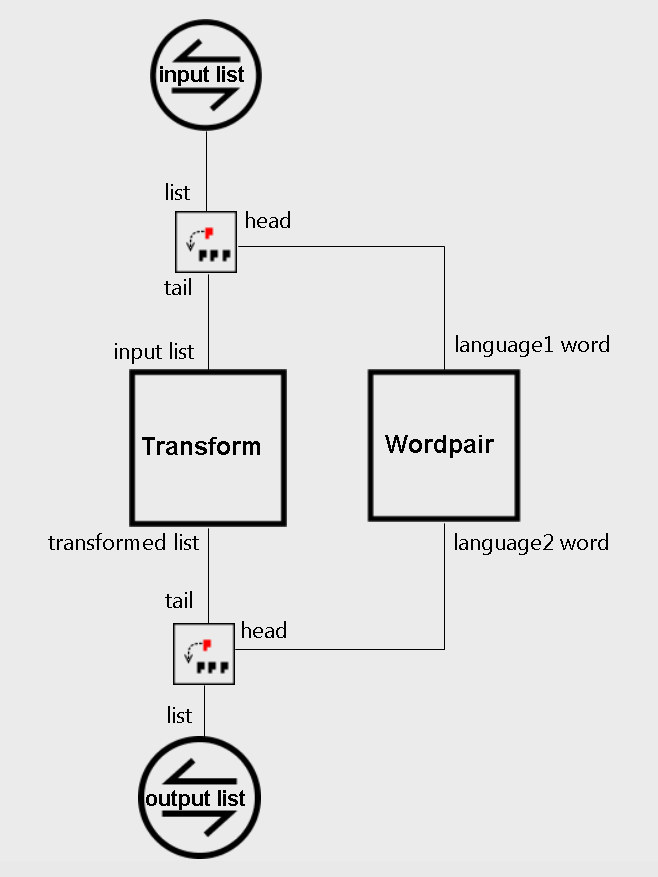 input list
list
head
tail
input list
language1 word
Transform
Wordpair
transformed list
language2 word
tail
head
list
output list